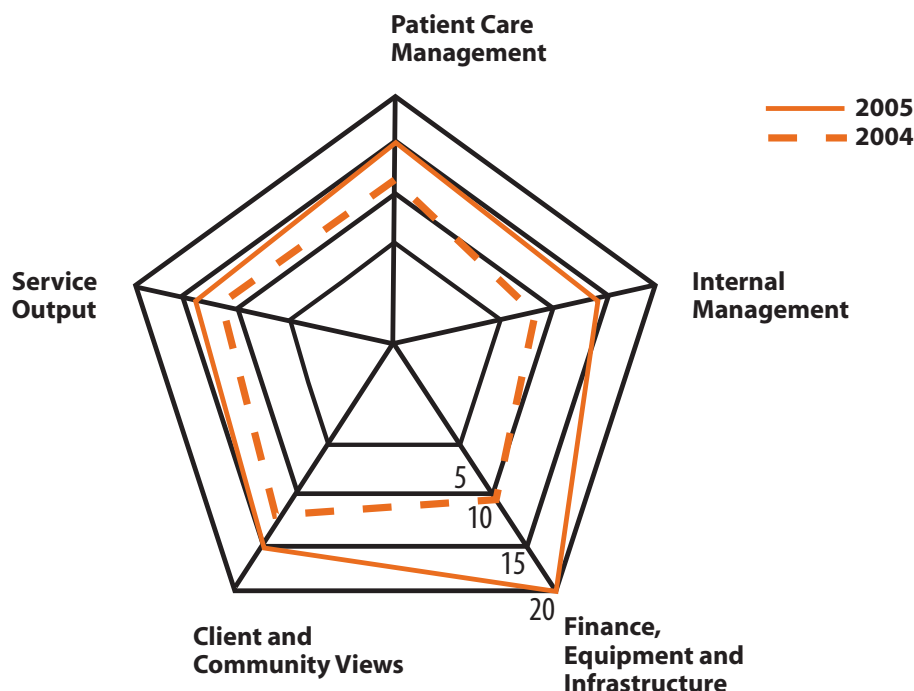 Patient Care
Management
2005
2004
Service
Output
Internal
Management
5
10
15
20
Client and
Community Views
Finance,
Equipment and
Infrastructure